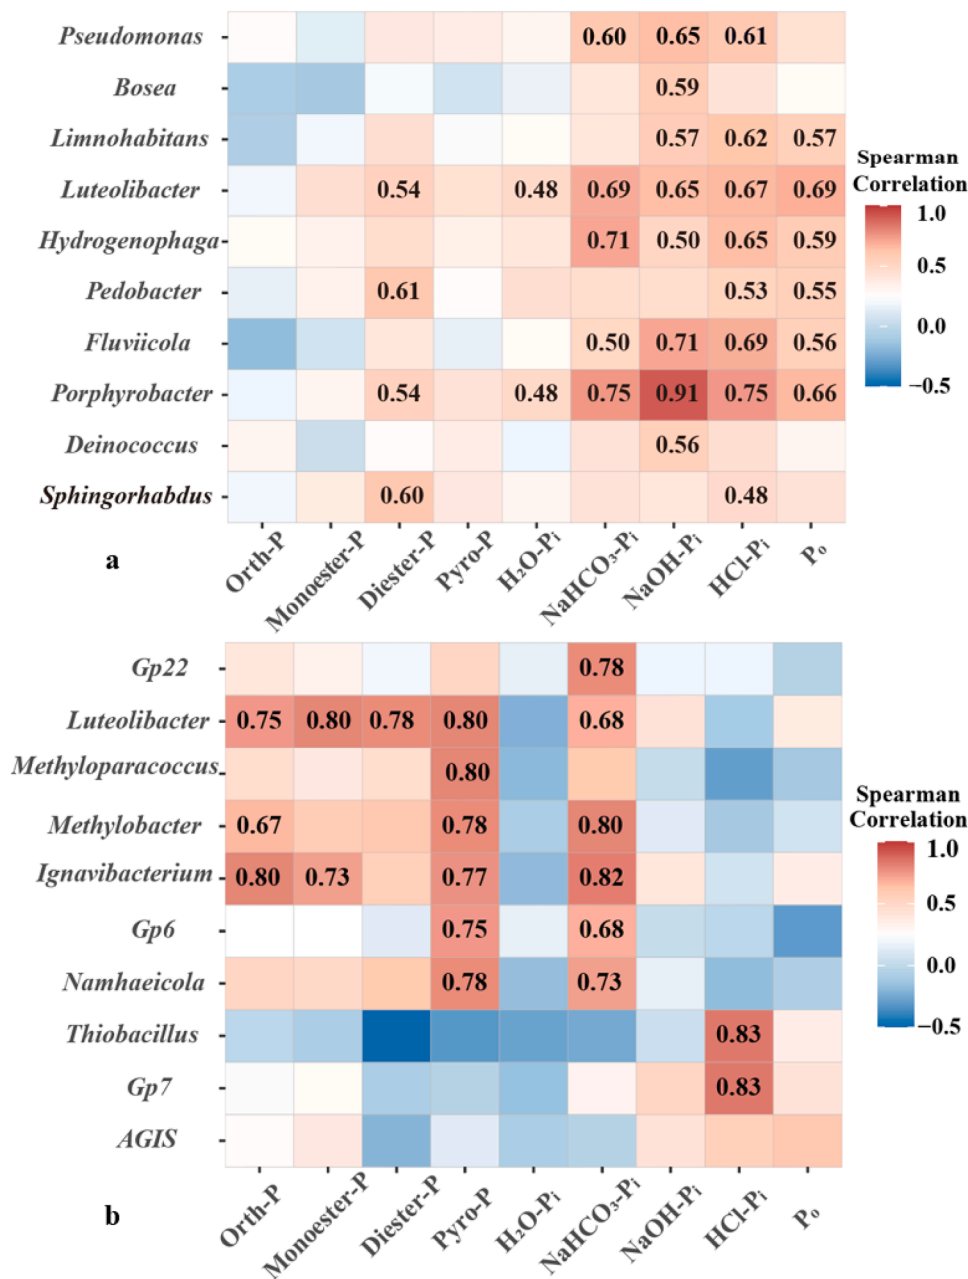 Pseudomonas 0.60 0.65 0.61
Bosea 0.59
Limnohabitans 0.57 0.62 0.57
Luteolibacter 0.54 0.48 0.69 0.65 0.67 0.69
Hydrogenophaga 0.71 0.50 0.65 0.59
Pedobacter 0.61 0.53 0.55
Fluviicola 0.50 0.71 0.69 0.56
Porphyrobacter 0.54 0.48 0.75 0.91 0.75 0.66
Deinococcus 0.56
Sphingorhabdus 0.60 0.48
Orth-P Monoester-P Diester-P Pyro-P H₂O-Pᵢ NaHCO₃-Pᵢ NaOH-Pᵢ HCl-Pᵢ Pₒ
Spearman
Correlation
1.0
0.5
0.0
−0.5
a
Gp22 0.78
Luteolibacter 0.75 0.80 0.78 0.80 0.68
Methyloparacoccus 0.80
Methylobacter 0.67 0.78 0.80
Ignavibacterium 0.80 0.73 0.77 0.82
Gp6 0.75 0.68
Namhaeicola 0.78 0.73
Thiobacillus 0.83
Gp7 0.83
AGIS
Orth-P Monoester-P Diester-P Pyro-P H₂O-Pᵢ NaHCO₃-Pᵢ NaOH-Pᵢ HCl-Pᵢ Pₒ
Spearman
Correlation
1.0
0.5
0.0
−0.5
b